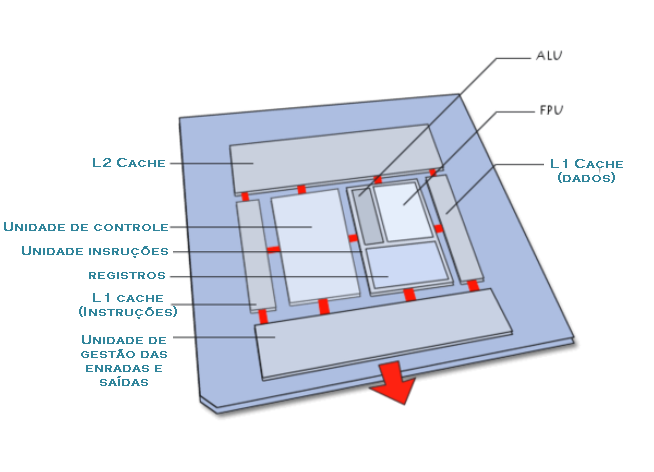 ALU
FPU
L2 Cache
L1 Cache
(dados)
Unidade de controle
Unidade insruções
registros
L1 cache
(Instruções)
Unidade de
gestão das
enradas e
saídas